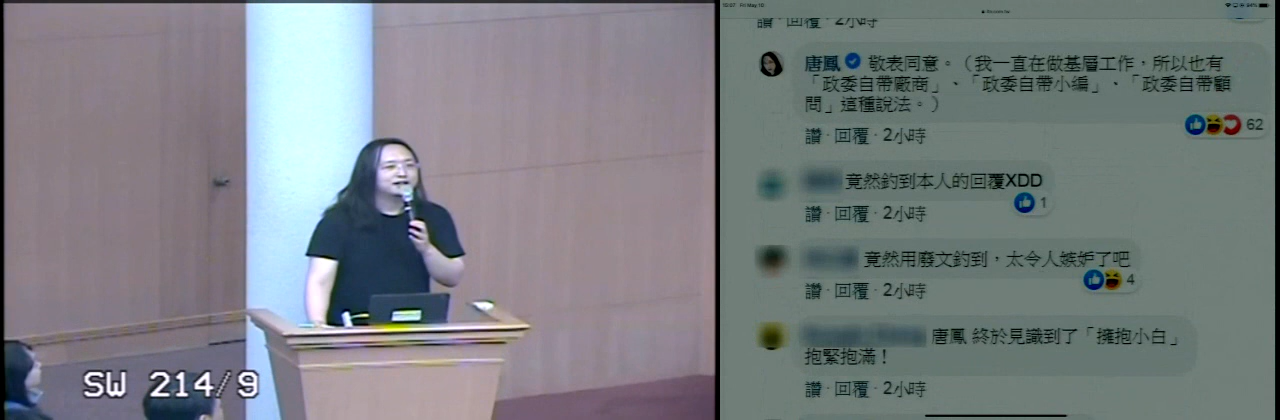 SW 214/9
10:07 Fri May 10
94%
讚 · 回覆 · 2小時
唐鳳 敬表同意。（我一直在做基層工作，所以也有
「政委自帶廠商」、「政委自帶小編」、「政委自帶顧
問」這種說法。）
62
讚 · 回覆 · 2小時
竟然釣到本人的回覆XDD
1
讚 · 回覆 · 2小時
竟然用廢文釣到，太令人嫉妒了吧
4
讚 · 回覆 · 2小時
唐鳳 終於見識到了「擁抱小白」
抱緊抱滿！
讚 · 回覆 · 2小時